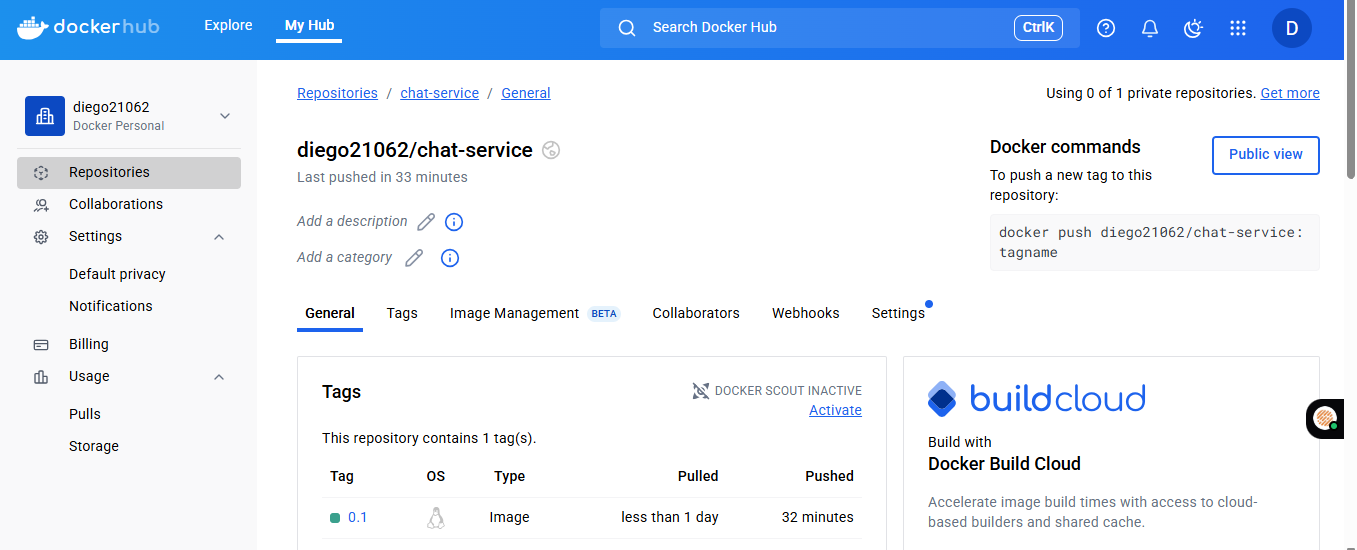 dockerhub
Explore
My Hub
Search Docker Hub
CtrlK
D
diego21062
Docker Personal
Repositories
Collaborations
Settings
Default privacy
Notifications
Billing
Usage
Pulls
Storage
Repositories / chat-service / General
Using 0 of 1 private repositories. Get more
diego21062/chat-service
Last pushed in 33 minutes
Add a description
Add a category
Docker commands
Public view
To push a new tag to this
repository:
docker push diego21062/chat-service:
tagname
General
Tags
Image Management BETA
Collaborators
Webhooks
Settings
Tags
DOCKER SCOUT INACTIVE
Activate
This repository contains 1 tag(s).
Tag OS Type Pulled Pushed
0.1 Image less than 1 day 32 minutes
buildcloud
Build with
Docker Build Cloud
Accelerate image build times with access to cloud-
based builders and shared cache.